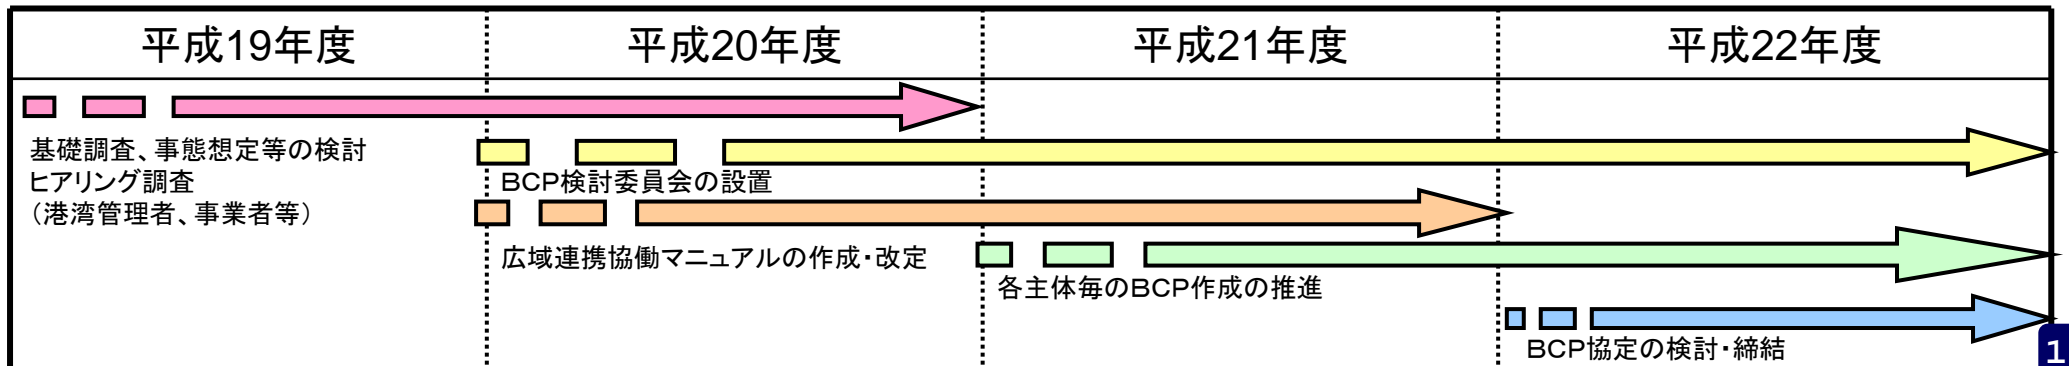 平成19年度
平成20年度
平成21年度
平成22年度
基礎調査、事態想定等の検討
ヒアリング調査
（港湾管理者、事業者等）
BCP検討委員会の設置
広域連携協働マニュアルの作成・改定
各主体毎のBCP作成の推進
BCP協定の検討・締結
1